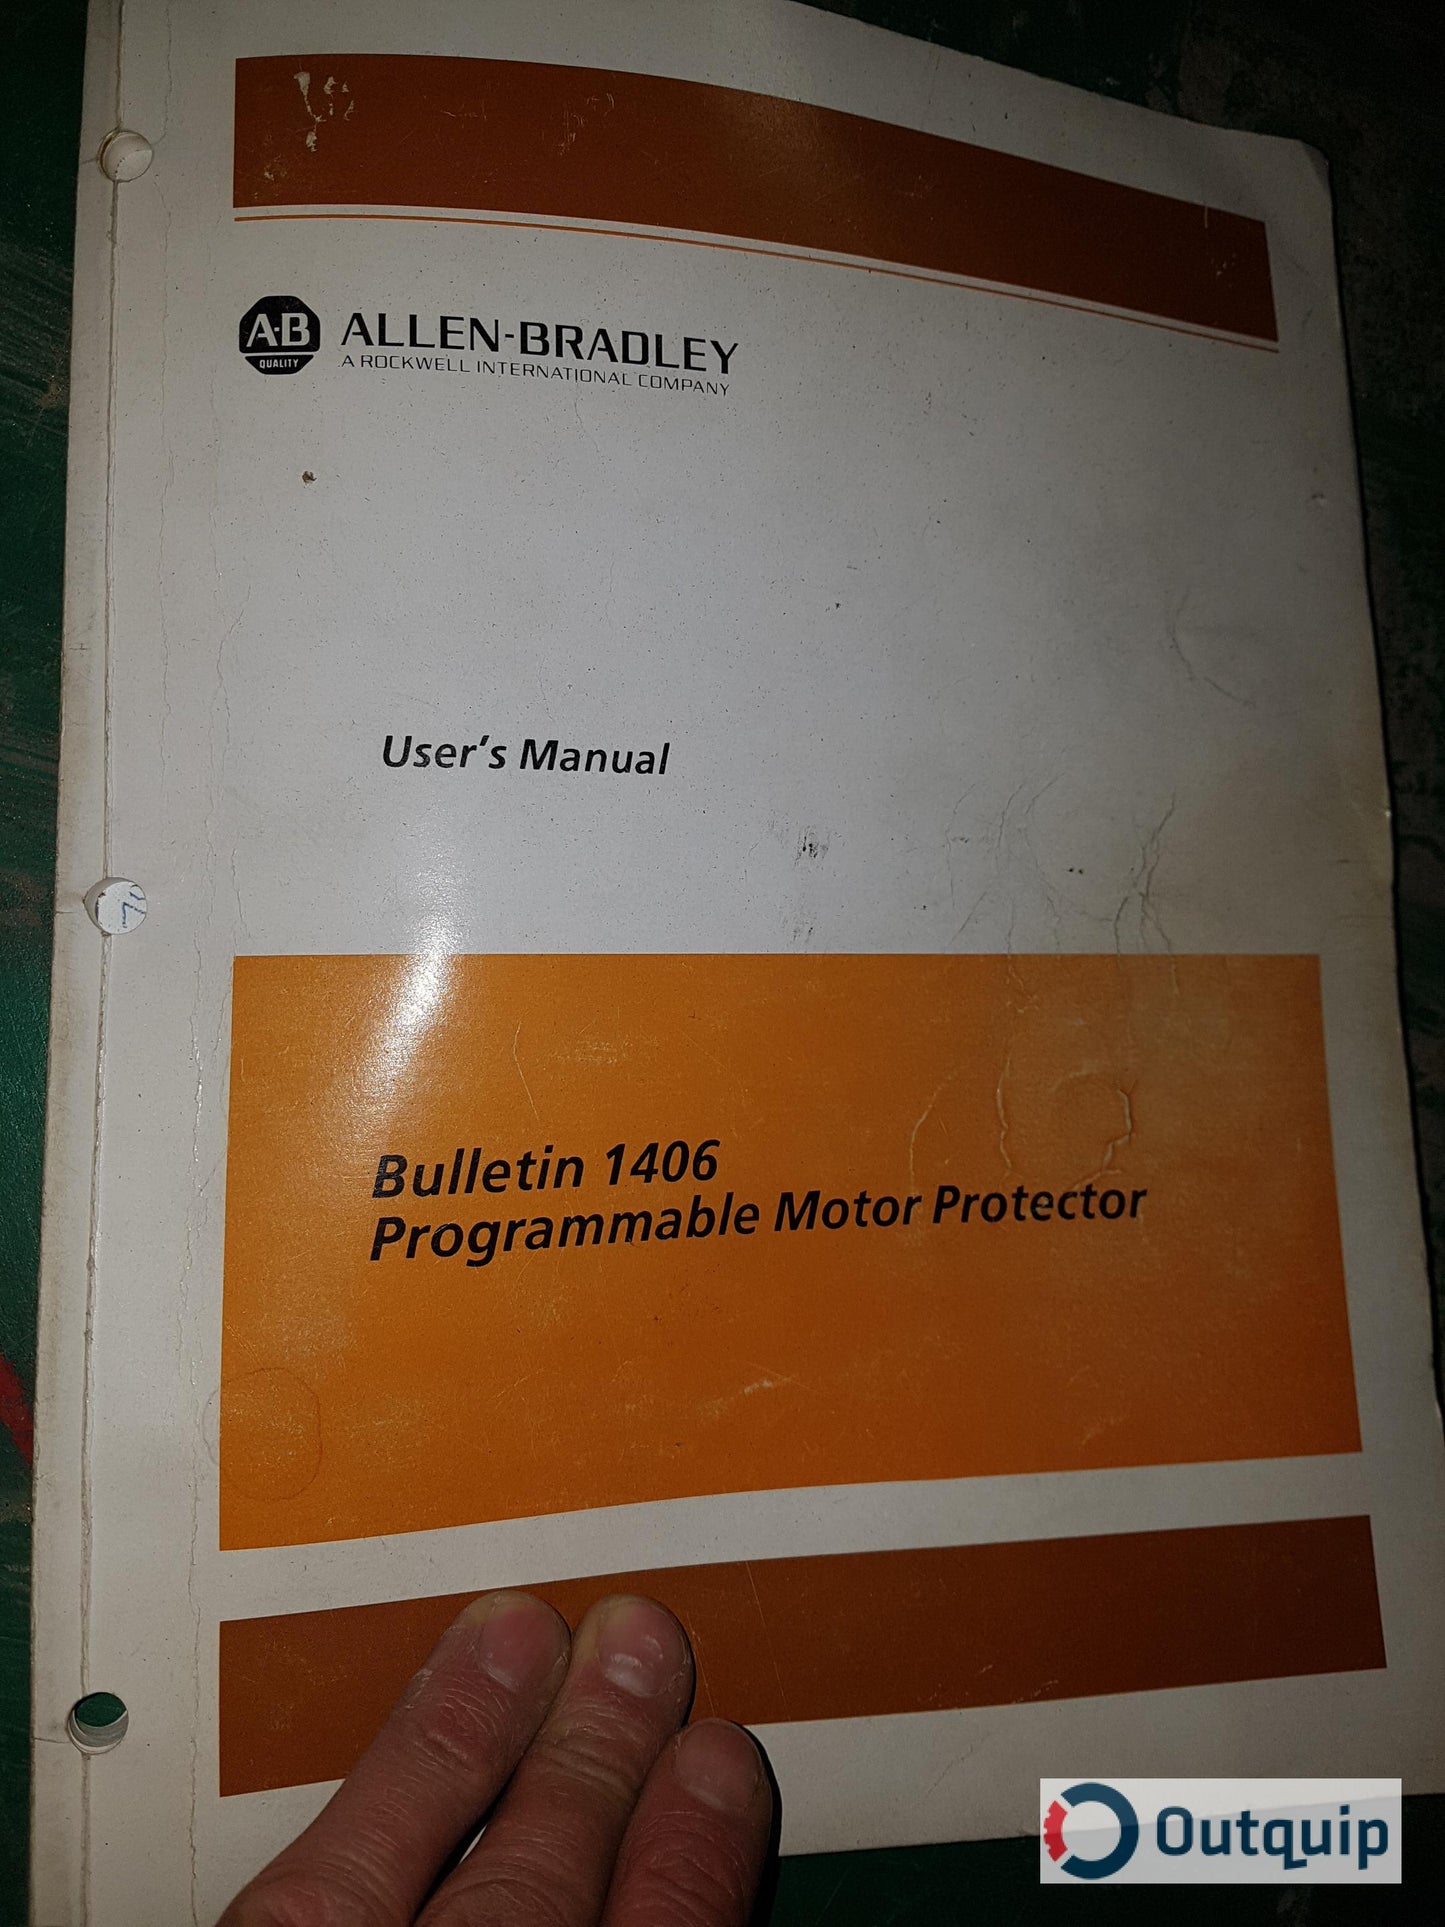 A-B
QUALITY
ALLEN-BRADLEY
A ROCKWELL INTERNATIONAL COMPANY
User's Manual
Bulletin 1406
Programmable Motor Protector
Outquip